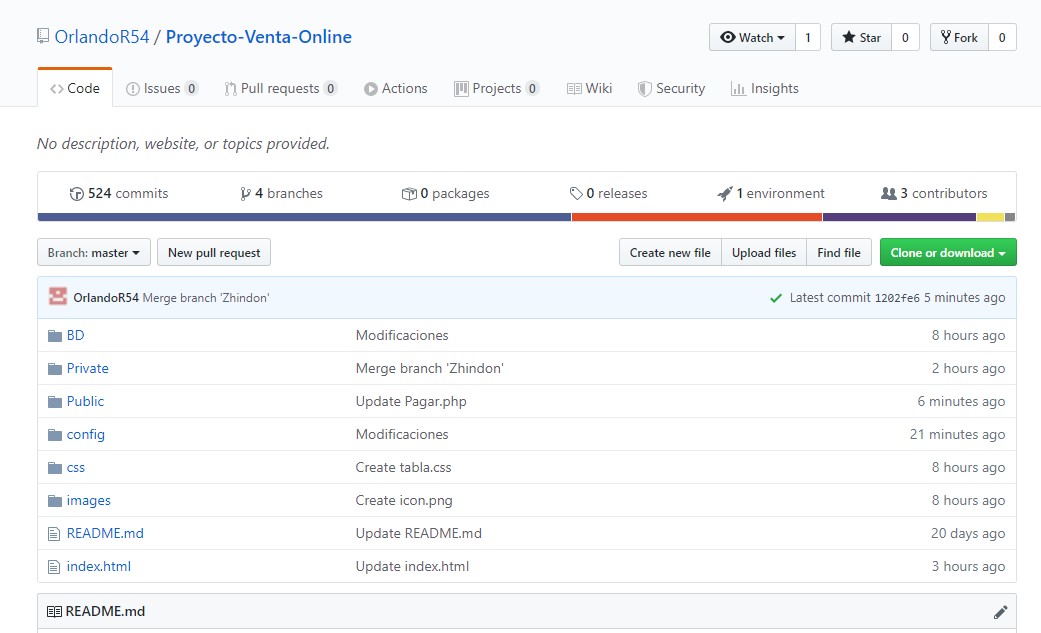 OrlandoR54 / Proyecto-Venta-Online
Watch 1 Star 0 Fork 0
Code Issues 0 Pull requests 0 Actions Projects 0 Wiki Security Insights
No description, website, or topics provided.
524 commits 4 branches 0 packages 0 releases 1 environment 3 contributors
Branch: master New pull request Create new file Upload files Find file Clone or download
OrlandoR54 Merge branch 'Zhindon' Latest commit 1202fe6 5 minutes ago
BD Modificaciones 8 hours ago
Private Merge branch 'Zhindon' 2 hours ago
Public Update Pagar.php 6 minutes ago
config Modificaciones 21 minutes ago
css Create tabla.css 8 hours ago
images Create icon.png 8 hours ago
README.md Update README.md 20 days ago
index.html Update index.html 3 hours ago
README.md